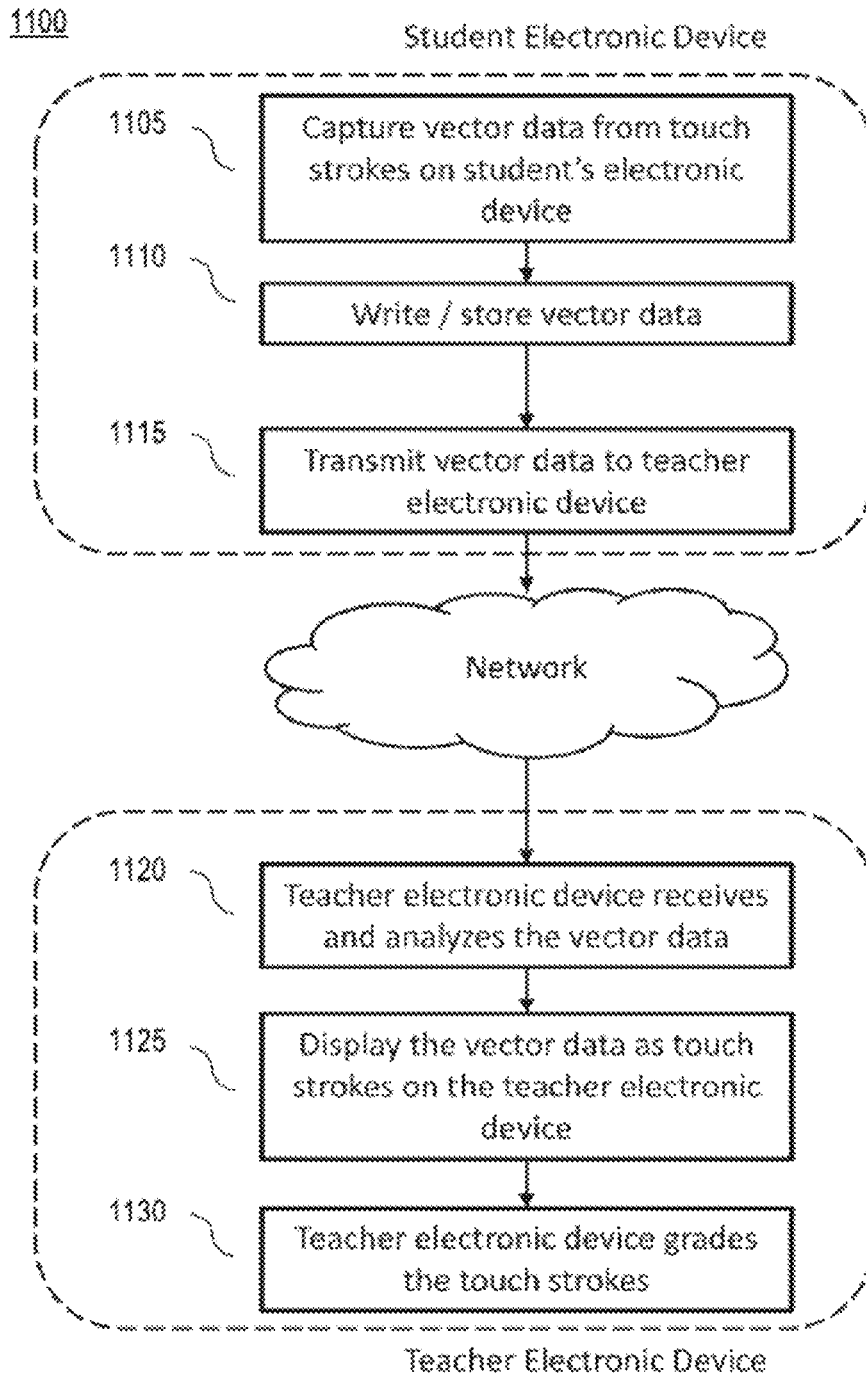 1100
Student Electronic Device
1105
Capture vector data from touch
strokes on student's electronic
device
1110
Write / store vector data
1115
Transmit vector data to teacher
electronic device
Network
1120
Teacher electronic device receives
and analyzes the vector data
1125
Display the vector data as touch
strokes on the teacher electronic
device
1130
Teacher electronic device grades
the touch strokes
Teacher Electronic Device